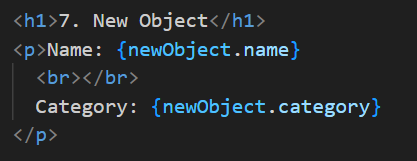 <h1>7. New Object</h1>
<p>Name: {newObject.name}
<br></br>
Category: {newObject.category}
</p>